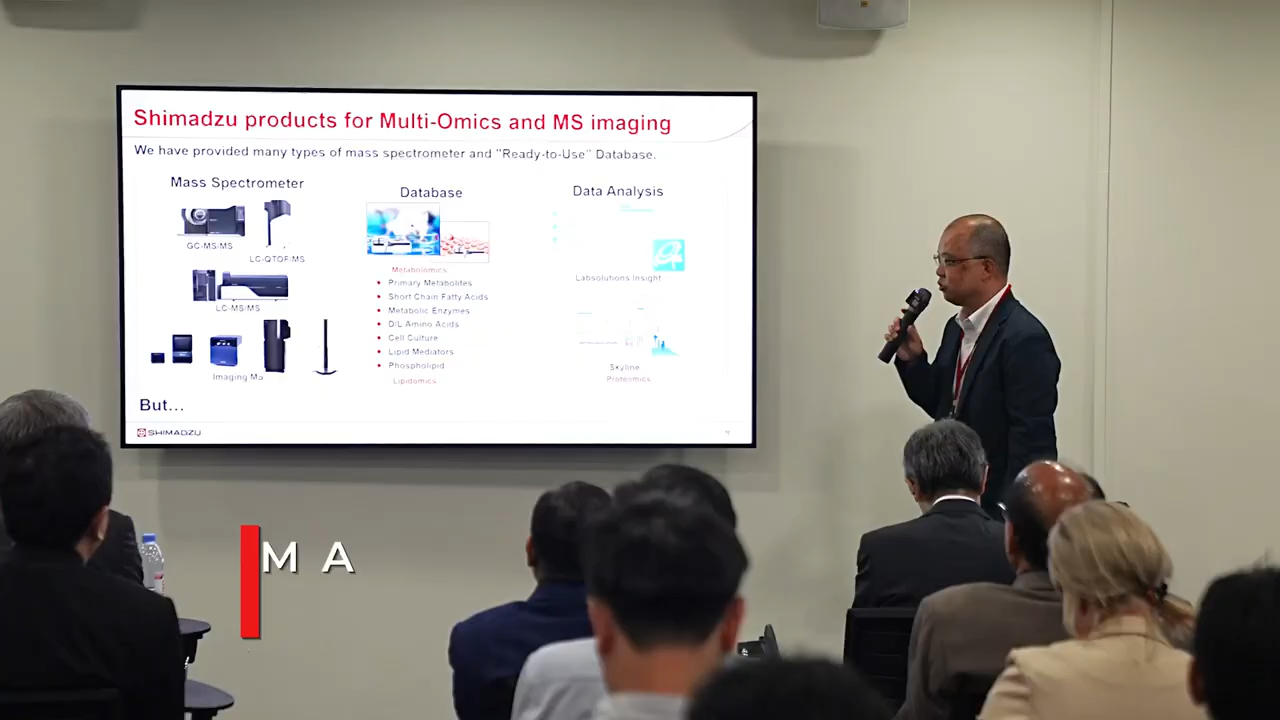 Shimadzu products for Multi-Omics and MS imaging
We have provided many types of mass spectrometer and "Ready-to-Use" Database.
Mass Spectrometer
GC-MS/MS
LC-QTOF/MS
LC-MS/MS
Imaging MS
Database
Metabolomics
• Primary Metabolites
• Short Chain Fatty Acids
• Metabolic Enzymes
• D/L Amino Acids
• Cell Culture
• Lipid Mediators
• Phospholipid
Lipidomics
Data Analysis
Labsolutions Insight
Skyline
Proteomics
But...
SHIMADZU
M A